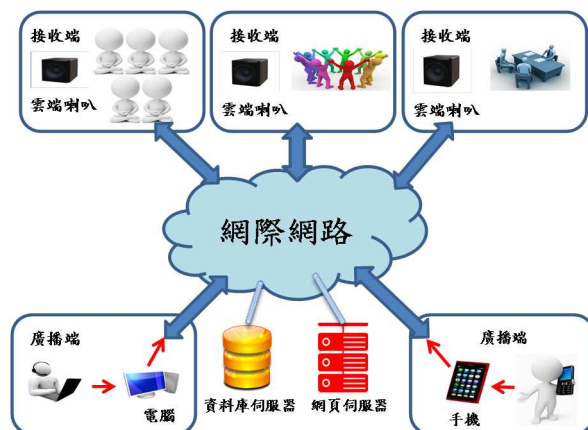 接收端
雲端喇叭
接收端
雲端喇叭
接收端
雲端喇叭
網際網路
廣播端
電腦
資料庫伺服器
網頁伺服器
廣播端
手機